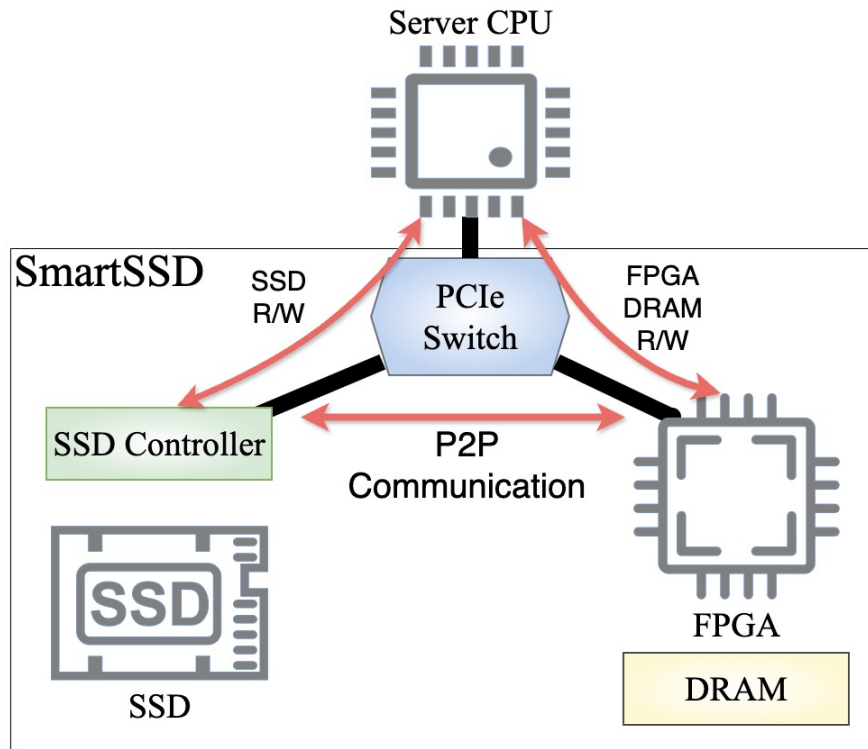 Server CPU
SmartSSD
SSD
R/W
PCIe
Switch
FPGA
DRAM
R/W
SSD Controller
P2P
Communication
SSD
SSD
FPGA
DRAM